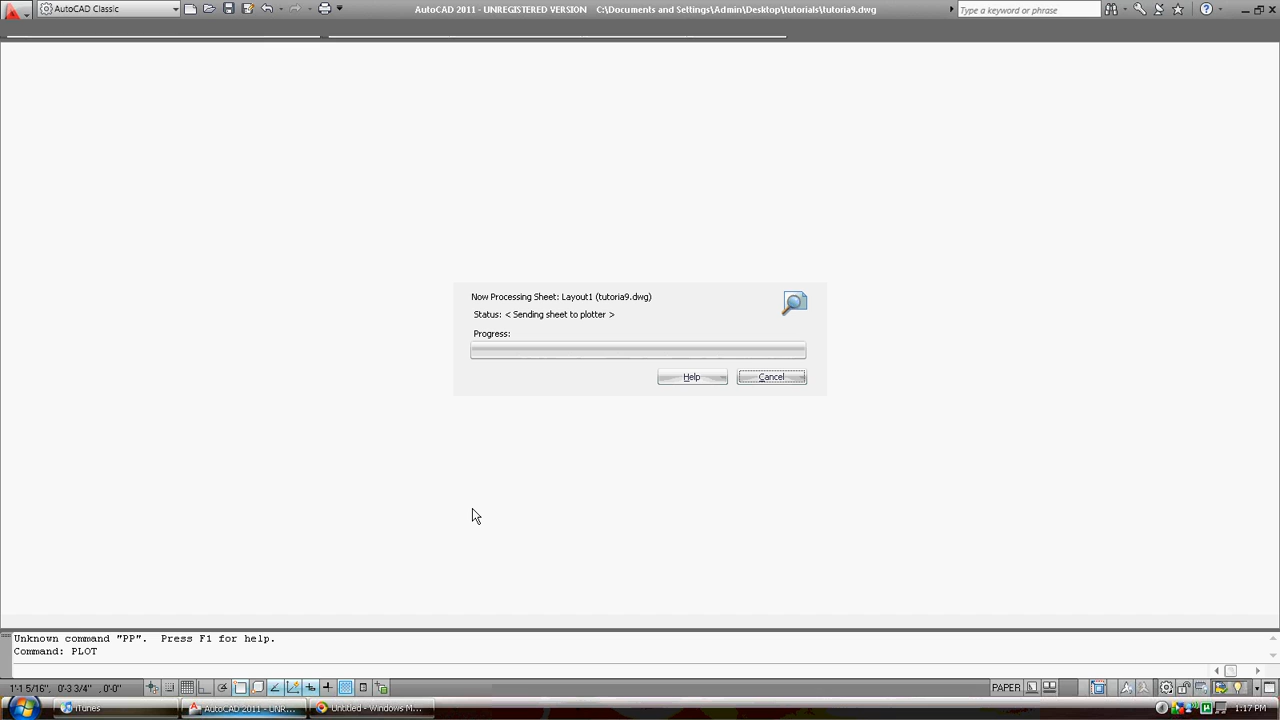 AutoCAD Classic
AutoCAD 2011 - UNREGISTERED VERSION C:\Documents and Settings\Admin\Desktop\tutorials\tutoria9.dwg
Type a keyword or phrase
Now Processing Sheet: Layout1 (tutoria9.dwg)
Status: < Sending sheet to plotter >
Progress:
Help Cancel
Unknown command "PP". Press F1 for help.
Command: PLOT
1'-1 5/16", 0'-3 3/4" , 0'-0"
PAPER
iTunes
AutoCAD 2011 - UNR...
Untitled - Windows M...
1:17 PM